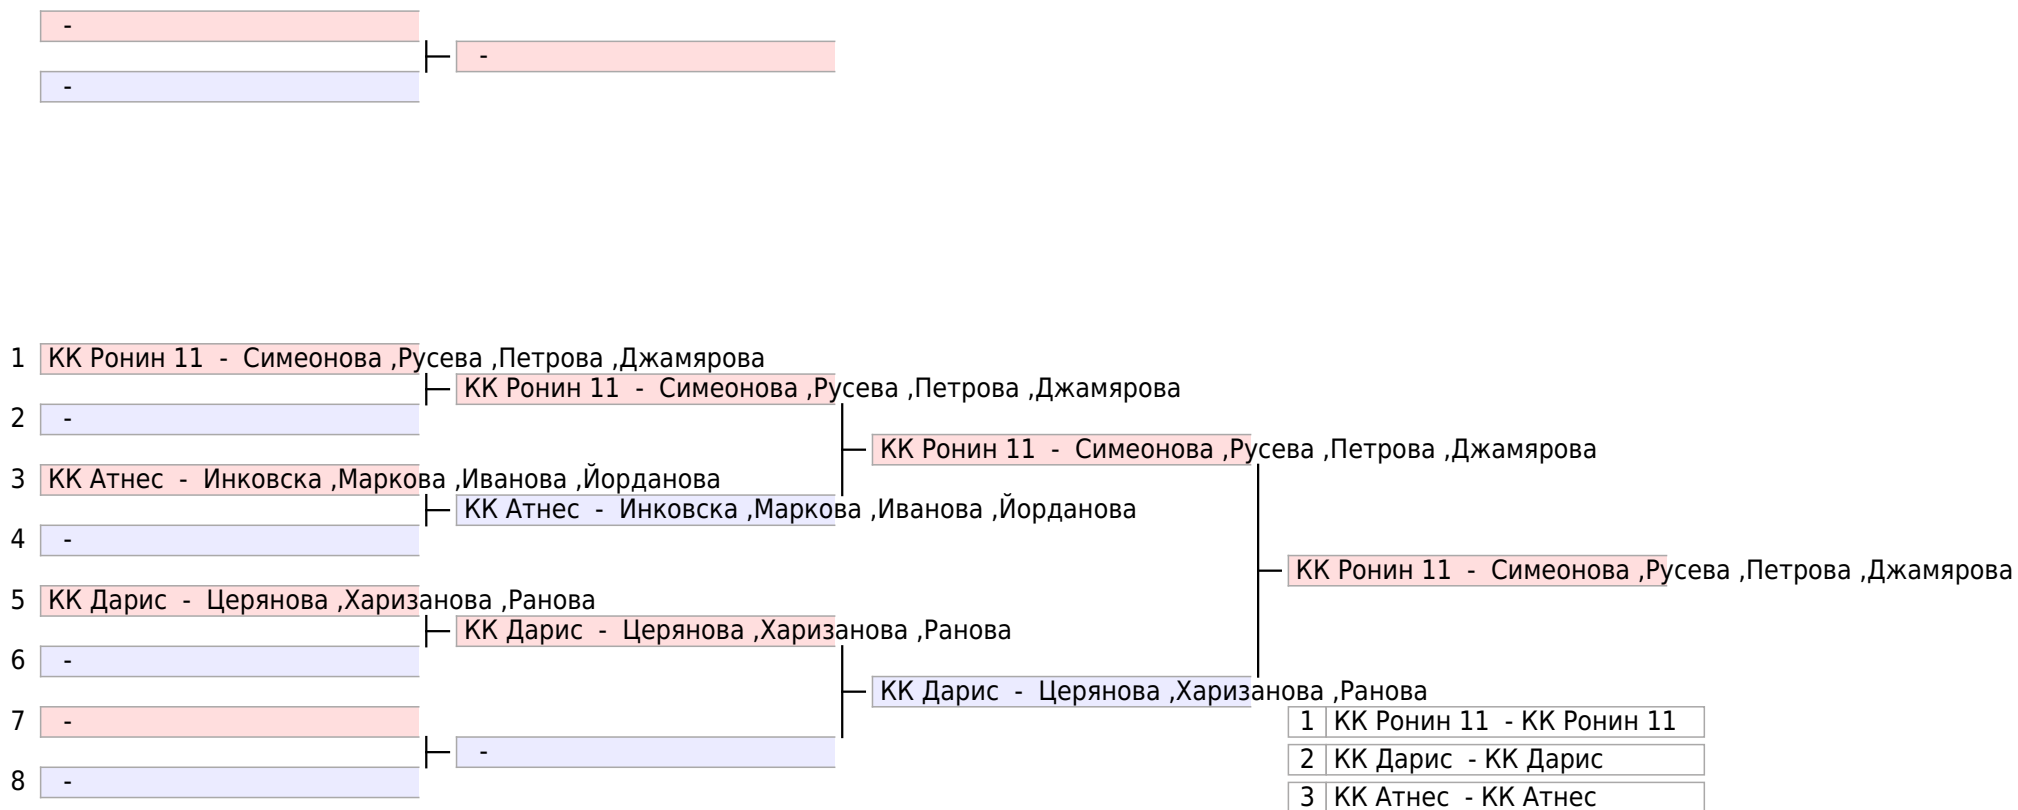 -
-
-
1 КК Ронин 11 - Симеонова ,Русева ,Петрова ,Джамярова
КК Ронин 11 - Симеонова ,Русева ,Петрова ,Джамярова
2 -
КК Ронин 11 - Симеонова ,Русева ,Петрова ,Джамярова
3 КК Атнес - Инковска ,Маркова ,Иванова ,Йорданова
КК Атнес - Инковска ,Маркова ,Иванова ,Йорданова
4 -
КК Ронин 11 - Симеонова ,Русева ,Петрова ,Джамярова
5 КК Дарис - Церянова ,Харизанова ,Ранова
КК Дарис - Церянова ,Харизанова ,Ранова
6 -
КК Дарис - Церянова ,Харизанова ,Ранова
7 -
1 КК Ронин 11 - КК Ронин 11
-
2 КК Дарис - КК Дарис
8 -
3 КК Атнес - КК Атнес